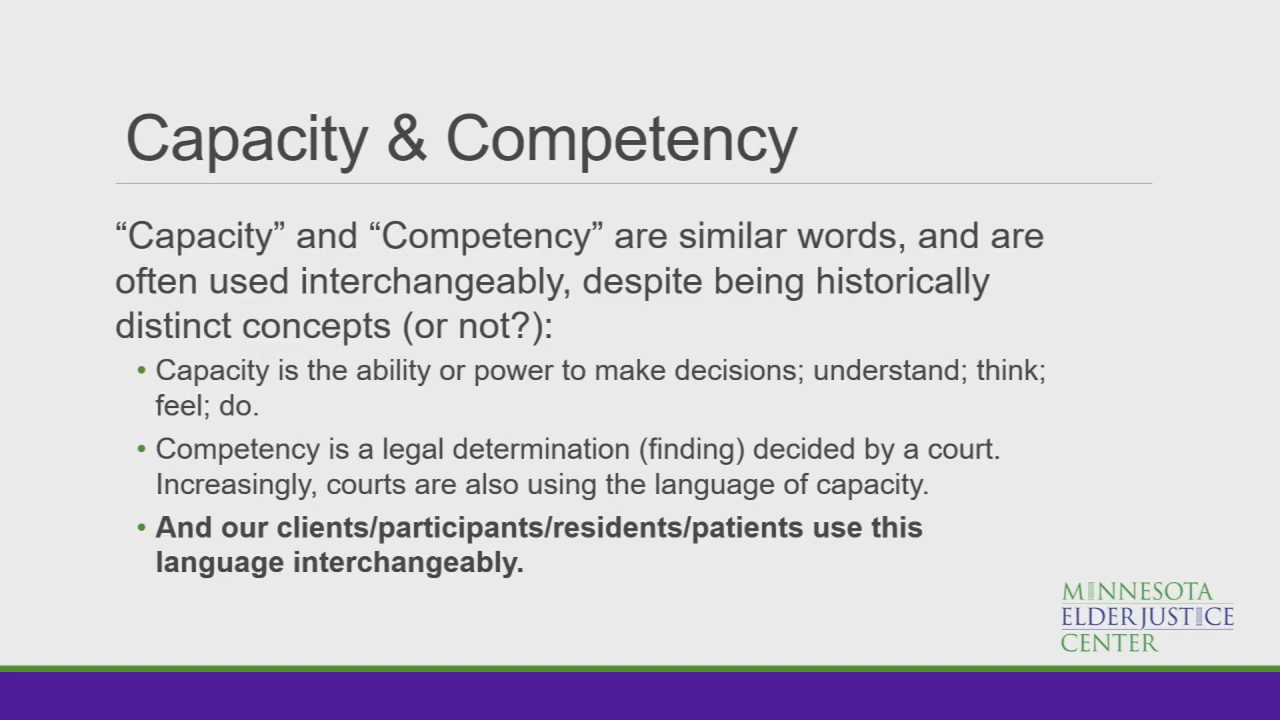 Capacity & Competency
“Capacity” and “Competency” are similar words, and are
often used interchangeably, despite being historically
distinct concepts (or not?):
• Capacity is the ability or power to make decisions; understand; think;
feel; do.
• Competency is a legal determination (finding) decided by a court.
Increasingly, courts are also using the language of capacity.
• And our clients/participants/residents/patients use this
language interchangeably.
MINNESOTA
ELDER JUSTICE
CENTER